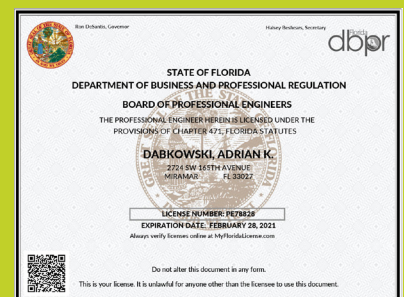 Ron DeSantis, Governor
Halsey Beshears, Secretary
Florida
dbpr
STATE OF FLORIDA
DEPARTMENT OF BUSINESS AND PROFESSIONAL REGULATION
BOARD OF PROFESSIONAL ENGINEERS
THE PROFESSIONAL ENGINEER HEREIN IS LICENSED UNDER THE
PROVISIONS OF CHAPTER 471, FLORIDA STATUTES
DABKOWSKI, ADRIAN K.
2724 SW 165TH AVENUE
MIRAMAR FL 33027
LICENSE NUMBER: PE78828
EXPIRATION DATE: FEBRUARY 28, 2021
Always verify licenses online at MyFloridaLicense.com
Do not alter this document in any form.
This is your license. It is unlawful for anyone other than the licensee to use this document.